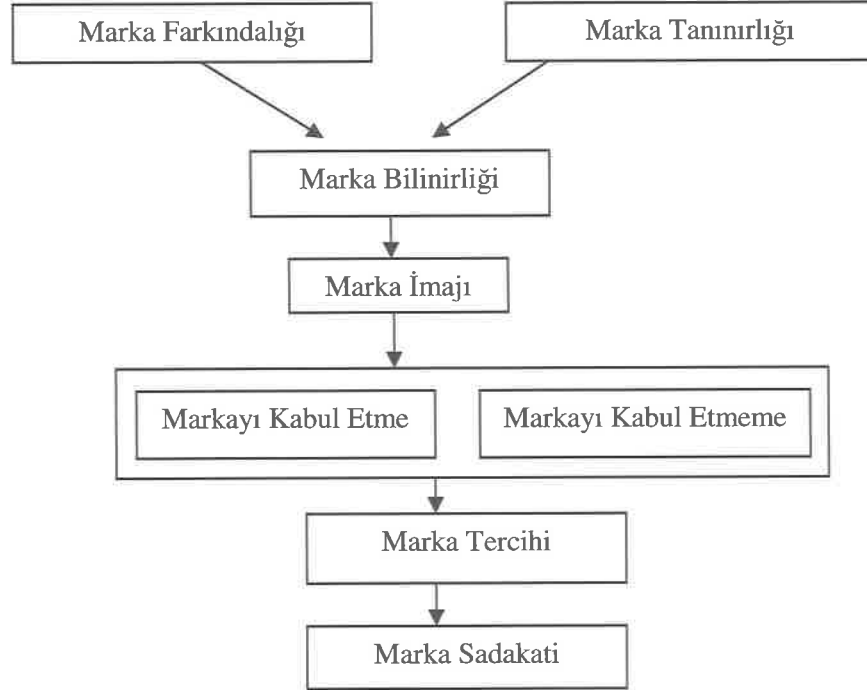 Marka Farkındalığı
Marka Tanınırlığı
Marka Bilinirliği
Marka İmajı
Markayı Kabul Etme
Markayı Kabul Etmeme
Marka Tercihi
Marka Sadakati